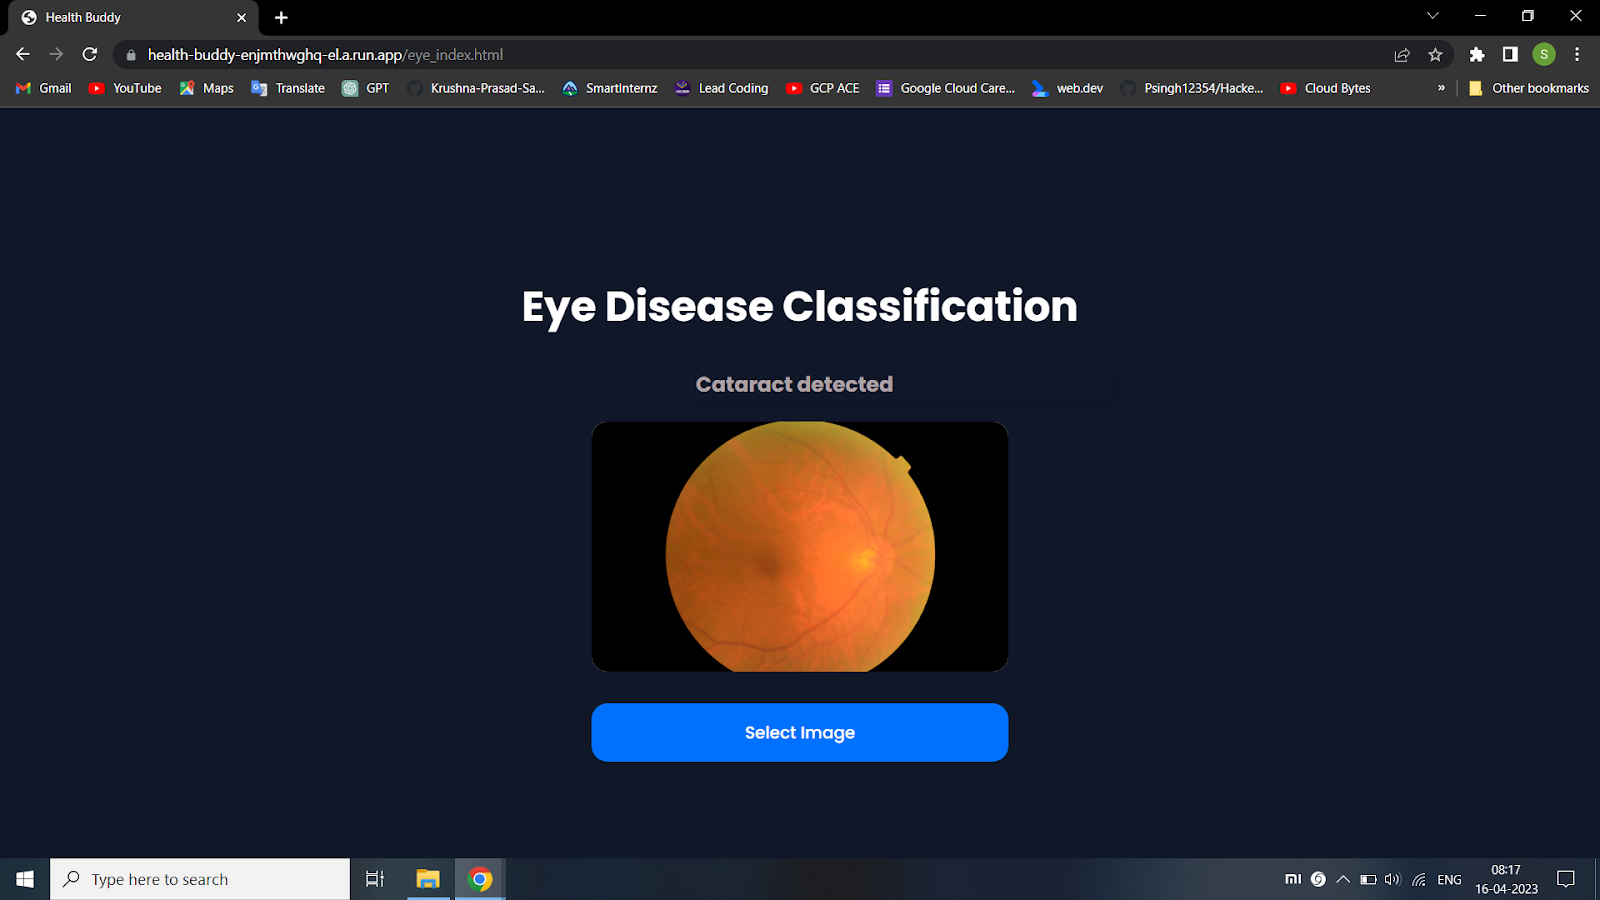 Health Buddy
health-buddy-enjmthwghq-el.a.run.app/eye_index.html
S
Gmail YouTube Maps Translate GPT Krushna-Prasad-Sa... SmartInternz Lead Coding GCP ACE Google Cloud Care... web.dev Psingh12354/Hacke... Cloud Bytes » Other bookmarks
Eye Disease Classification
Cataract detected
Select Image
Type here to search
mi
ENG
08:17
16-04-2023